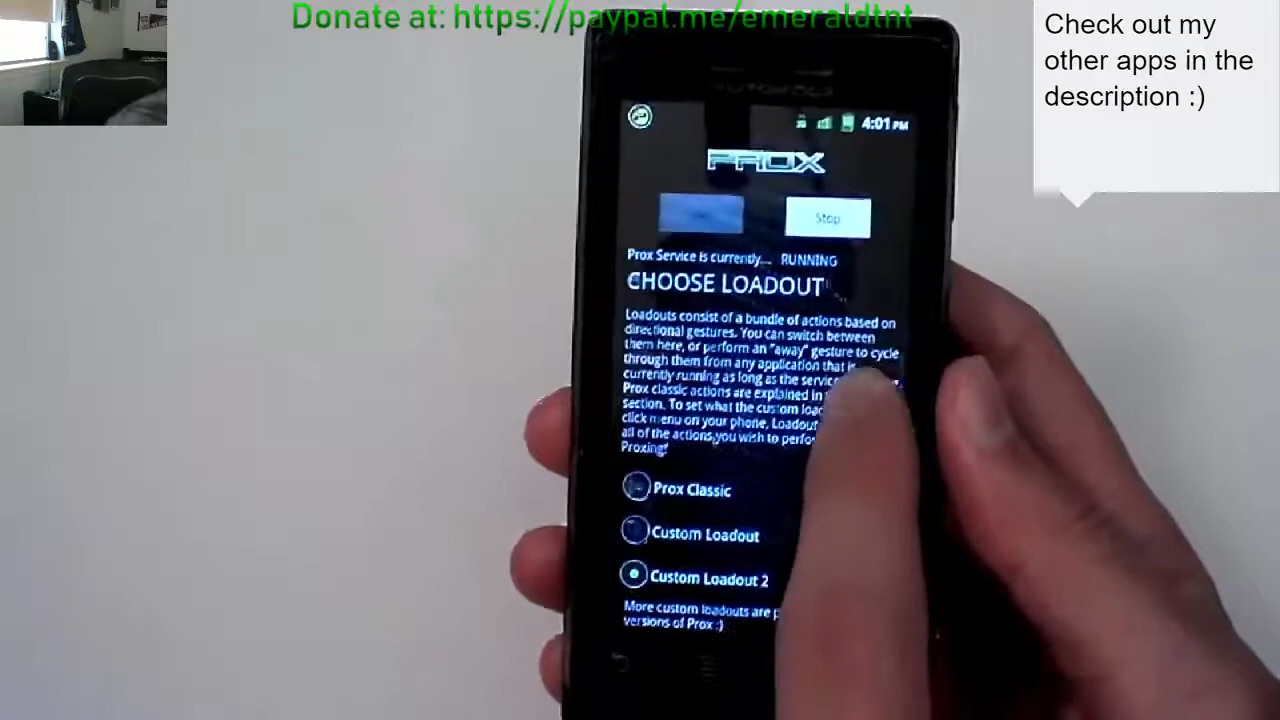 Donate at: https://paypal.me/emeraldtnt
Check out my
other apps in the
description :)
MOTOROLA
4:01 PM
PROX
Stop
Prox Service is currently... RUNNING
CHOOSE LOADOUT
Loadouts consist of a bundle of actions based on
directional gestures. You can switch between
them here, or perform an "away" gesture to cycle
through them from any application that is
currently running as long as the service
Prox classic actions are explained in
section. To set what the custom
click menu on your phone, Loadout
all of the actions you wish to
Proxing!
Prox Classic
Custom Loadout
Custom Loadout 2
More custom loadouts are
versions of Prox :)